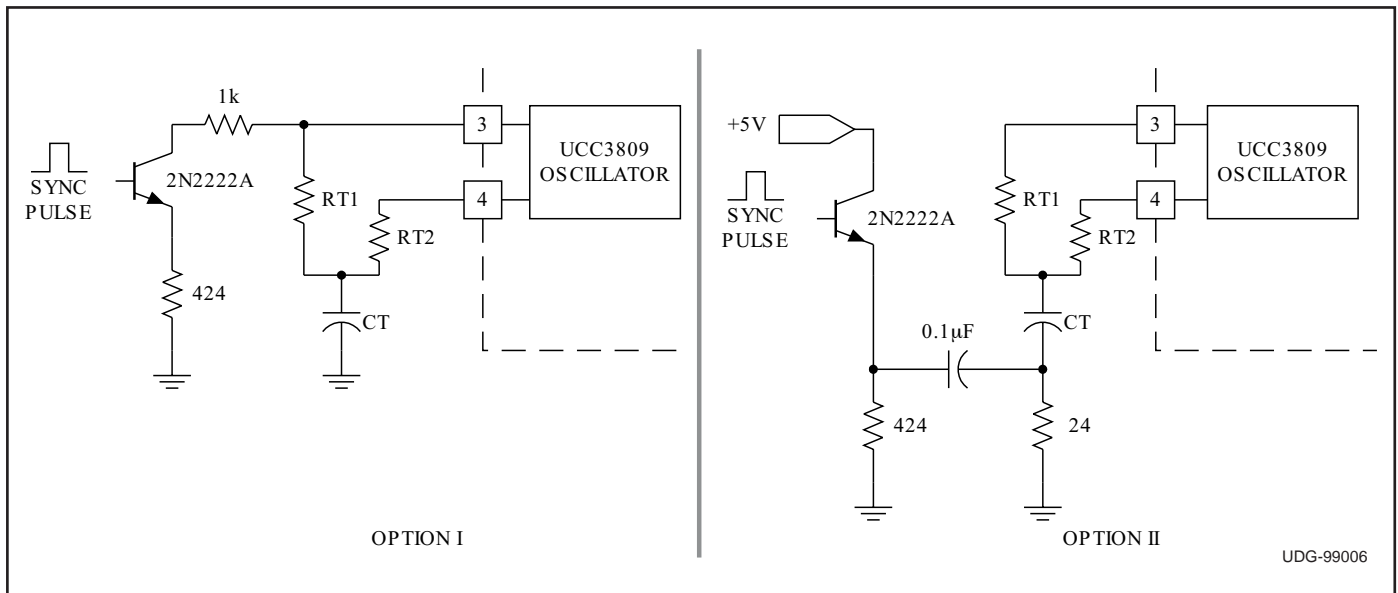 1k
3
UCC3809
OSCILLATOR
SYNC
PULSE
2N2222A
RT1
4
RT2
424
CT
OPTION I
+5V
3
UCC3809
OSCILLATOR
SYNC
PULSE
2N2222A
RT1
4
RT2
0.1µF
CT
424
24
OPTION II
UDG-99006